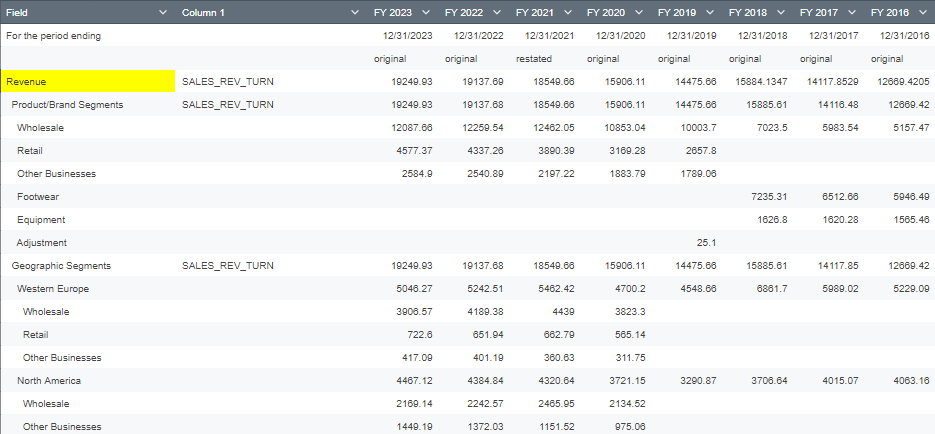 Field Column 1 FY 2023 FY 2022 FY 2021 FY 2020 FY 2019 FY 2018 FY 2017 FY 2016
For the period ending 12/31/2023 12/31/2022 12/31/2021 12/31/2020 12/31/2019 12/31/2018 12/31/2017 12/31/2016
original original restated original original original original original
Revenue SALES_REV_TURN 19249.93 19137.69 18549.66 15906.11 14475.66 15884.1347 14117.8529 12669.4205
Product/Brand Segments SALES_REV_TURN 19249.93 19137.68 18549.66 15906.11 14475.66 15885.61 14116.48 12669.42
Wholesale 12087.66 12259.54 12462.05 10853.04 10003.7 7023.5 5983.54 5157.47
Retail 4577.37 4337.26 3890.39 3169.28 2657.8
Other Businesses 2584.9 2540.89 2197.22 1883.79 1789.06
Footwear 7235.31 6512.66 5946.49
Equipment 1626.8 1620.28 1565.46
Adjustment 25.1
Geographic Segments SALES_REV_TURN 19249.93 19137.68 18549.66 15906.11 14475.66 15885.61 14117.85 12669.42
Western Europe 5046.27 5242.51 5462.42 4700.2 4548.66 6861.7 5989.02 5229.09
Wholesale 3906.57 4189.38 4439 3823.3
Retail 722.6 651.94 662.79 565.14
Other Businesses 417.09 401.19 360.63 311.75
North America 4467.12 4384.84 4320.64 3721.15 3290.87 3706.64 4015.07 4063.16
Wholesale 2169.14 2242.57 2465.95 2134.52
Other Businesses 1449.19 1372.03 1151.52 975.06